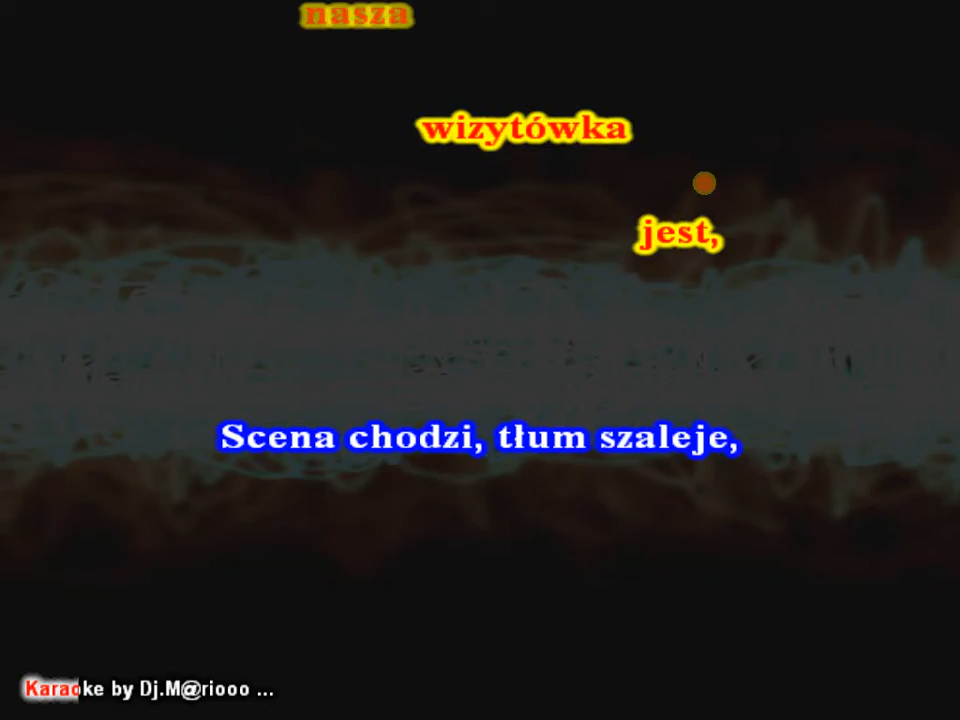 nasza
wizytówka
jest,
Scena chodzi, tłum szaleje,
Karaoke by Dj.M@riooo ...